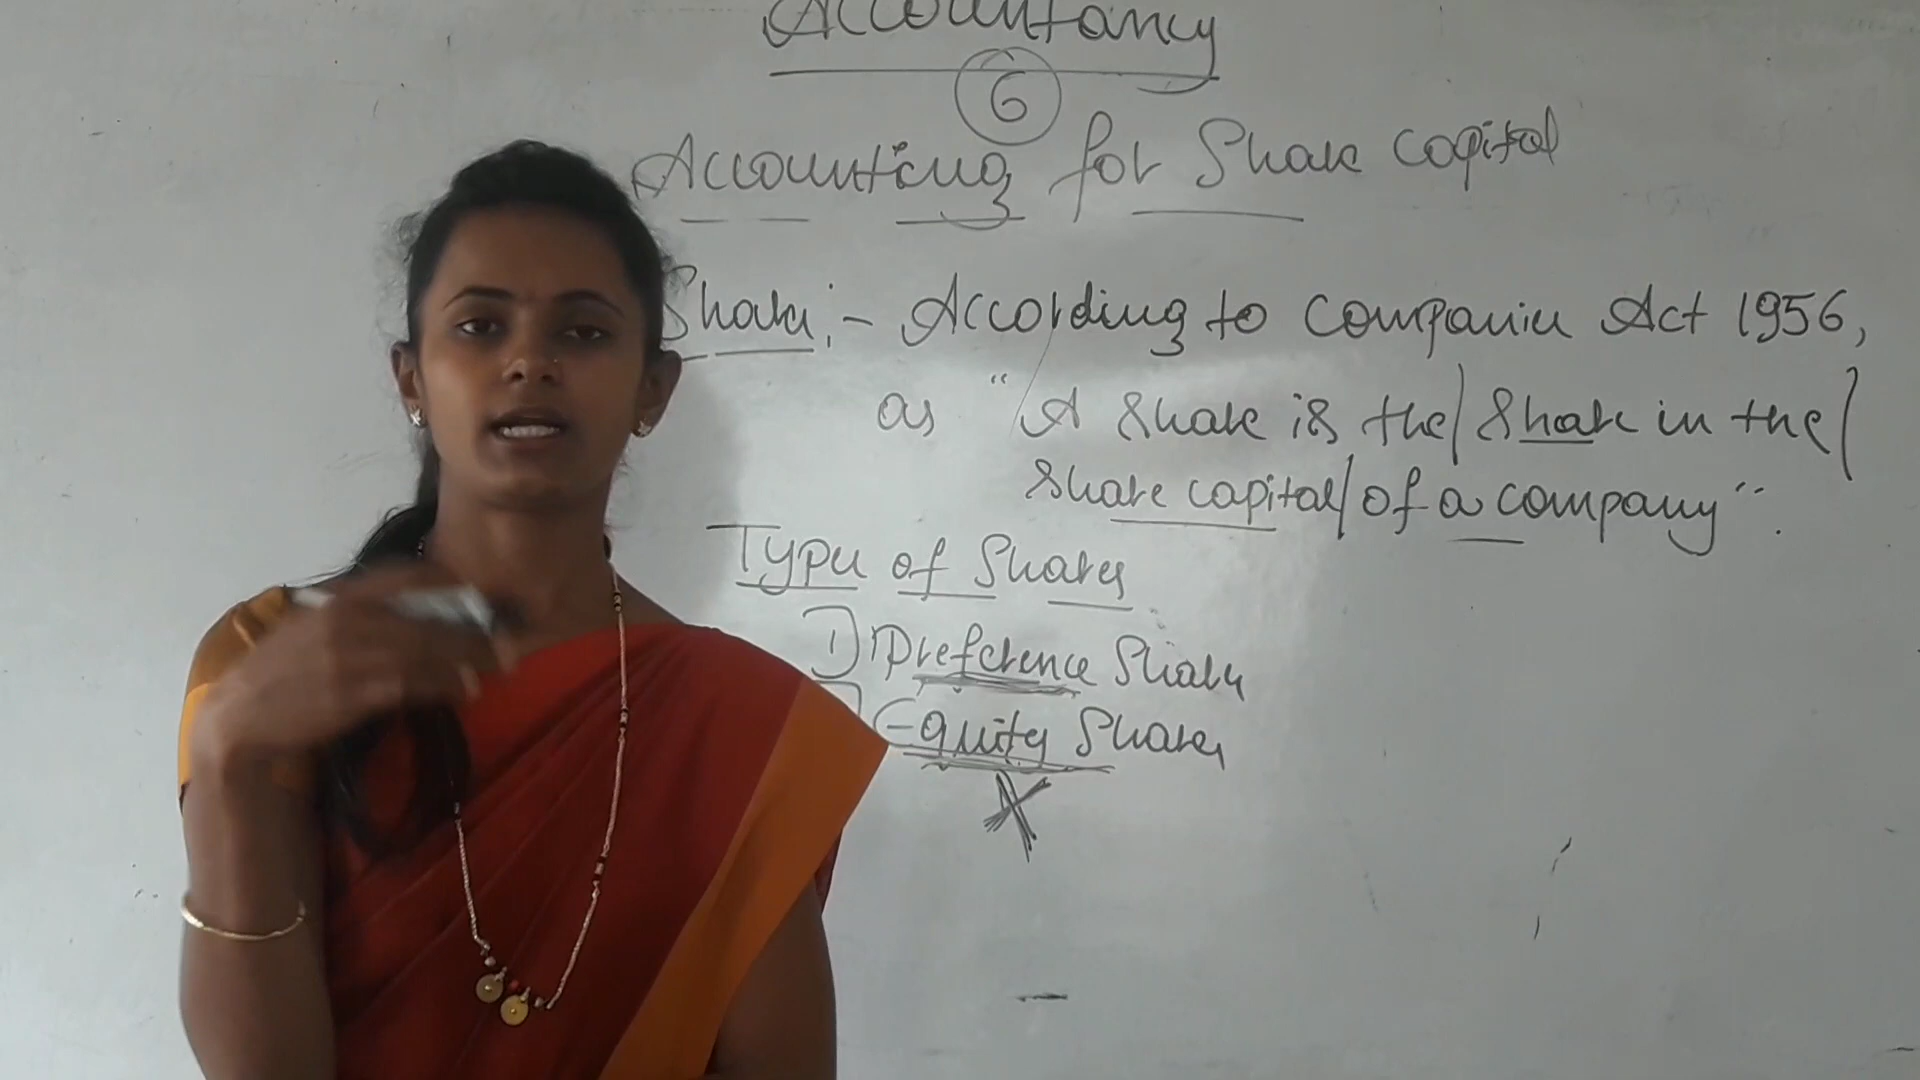 Accountancy
6
Accounting for Share capital
Share :- According to Companies Act 1956,
as "A share is the share in the
share capital of a company".
Types of Shares
1) Preference Shares
Equity Shares